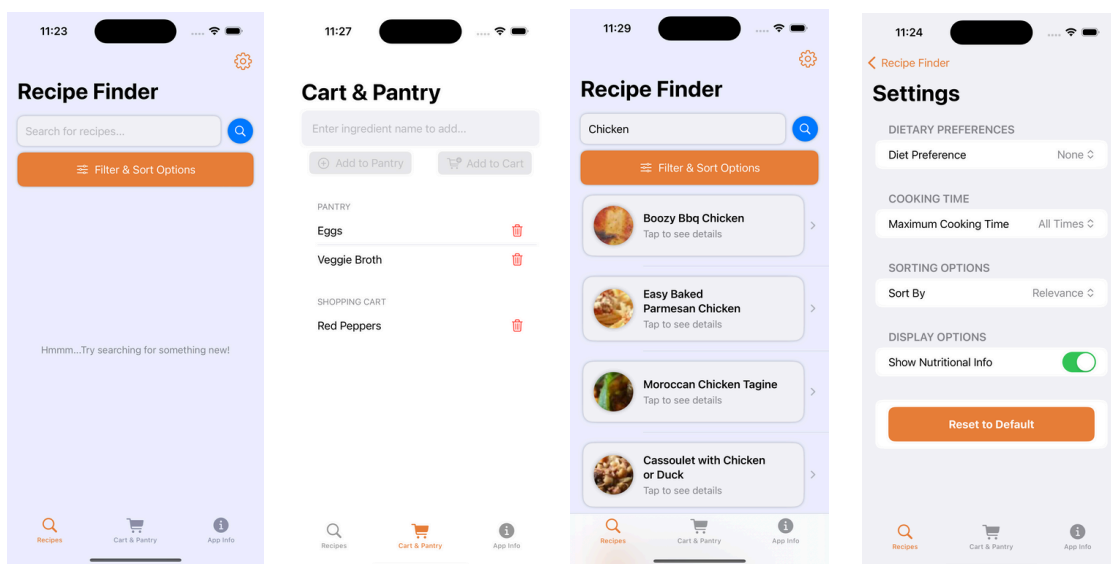 11:23
Recipe Finder
Search for recipes...
Filter & Sort Options
Hmmm...Try searching for something new!
Recipes
Cart & Pantry
App Info
11:27
Cart & Pantry
Enter ingredient name to add...
Add to Pantry
Add to Cart
PANTRY
Eggs
Veggie Broth
SHOPPING CART
Red Peppers
Recipes
Cart & Pantry
App Info
11:29
Recipe Finder
Chicken
Filter & Sort Options
Boozy Bbq Chicken
Tap to see details
Easy Baked
Parmesan Chicken
Tap to see details
Moroccan Chicken Tagine
Tap to see details
Cassoulet with Chicken
or Duck
Tap to see details
Recipes
Cart & Pantry
App Info
11:24
Recipe Finder
Settings
DIETARY PREFERENCES
Diet Preference None
COOKING TIME
Maximum Cooking Time All Times
SORTING OPTIONS
Sort By Relevance
DISPLAY OPTIONS
Show Nutritional Info
Reset to Default
Recipes
Cart & Pantry
App Info